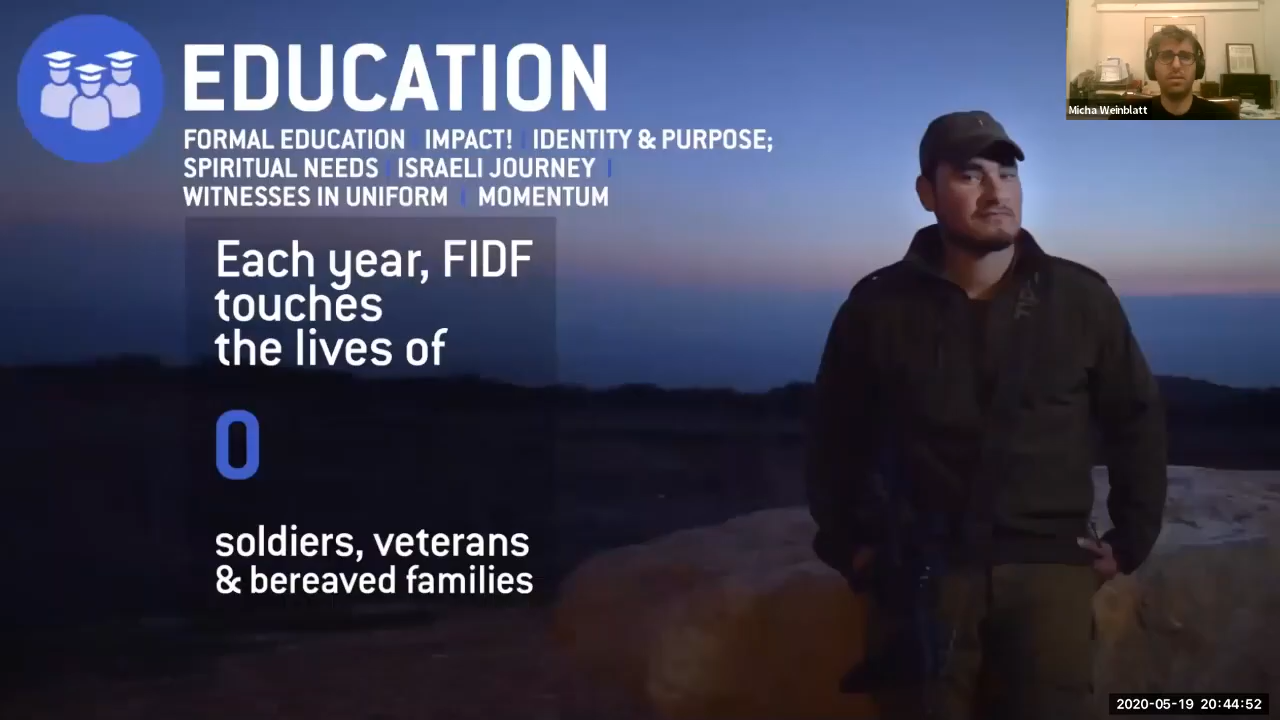 EDUCATION
FORMAL EDUCATION | IMPACT! | IDENTITY & PURPOSE;
SPIRITUAL NEEDS | ISRAELI JOURNEY |
WITNESSES IN UNIFORM | MOMENTUM
Each year, FIDF
touches
the lives of
0
soldiers, veterans
& bereaved families
Micha Weinblatt
2020-05-19 20:44:52